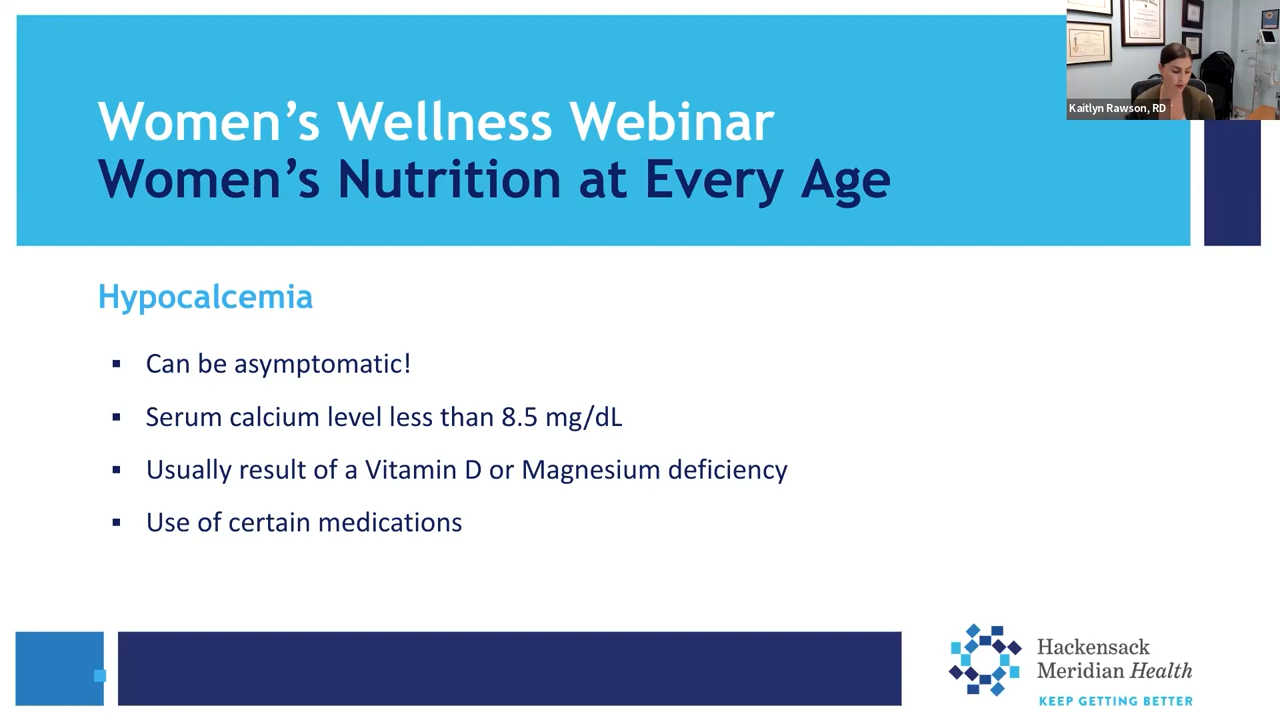 Women’s Wellness Webinar
Women’s Nutrition at Every Age
Kaitlyn Rawson, RD
Hypocalcemia
▪ Can be asymptomatic!
▪ Serum calcium level less than 8.5 mg/dL
▪ Usually result of a Vitamin D or Magnesium deficiency
▪ Use of certain medications
Hackensack
Meridian Health
KEEP GETTING BETTER